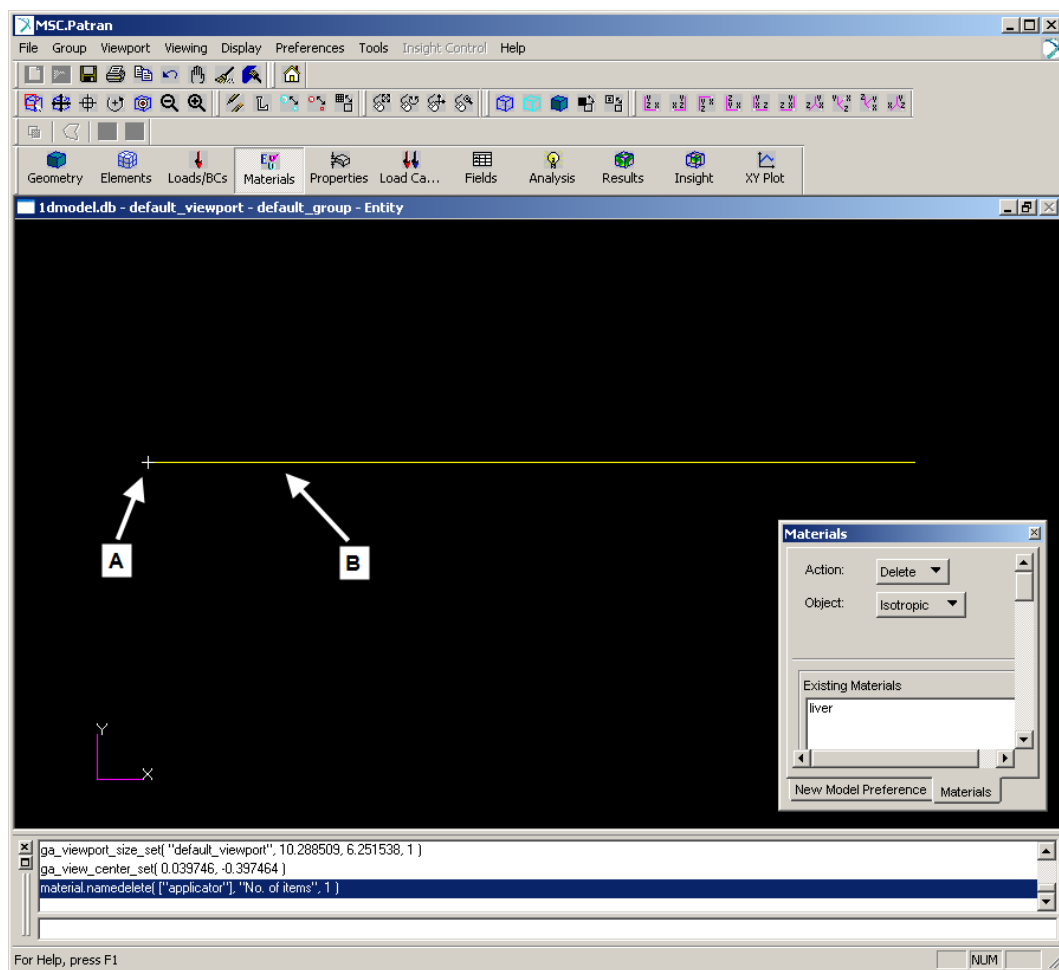 MSC.Patran
File Group Viewport Viewing Display Preferences Tools Insight Control Help
Geometry Elements Loads/BCs Materials Properties Load Ca... Fields Analysis Results Insight XY Plot
1dmodel.db - default_viewport - default_group - Entity
A
B
Materials
Action: Delete
Object: Isotropic
Existing Materials
liver
New Model Preference Materials
Y
X
ga_viewport_size_set( "default_viewport", 10.288509, 6.251538, 1 )
ga_view_center_set( 0.039746, -0.397464 )
material.namedelete( ["applicator"], "No. of items", 1 )
For Help, press F1
NUM